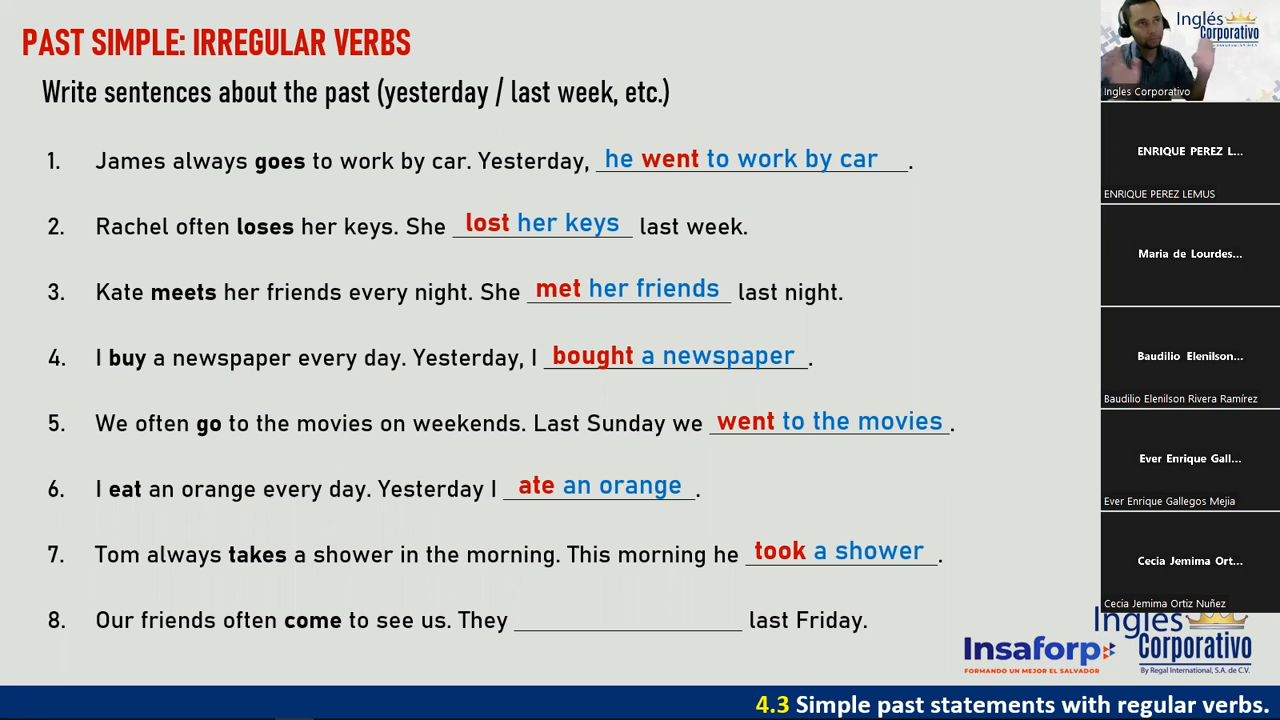 PAST SIMPLE: IRREGULAR VERBS
Write sentences about the past (yesterday / last week, etc.)
1. James always goes to work by car. Yesterday, he went to work by car.
2. Rachel often loses her keys. She lost her keys last week.
3. Kate meets her friends every night. She met her friends last night.
4. I buy a newspaper every day. Yesterday, I bought a newspaper.
5. We often go to the movies on weekends. Last Sunday we went to the movies.
6. I eat an orange every day. Yesterday I ate an orange.
7. Tom always takes a shower in the morning. This morning he took a shower.
8. Our friends often come to see us. They ____________ last Friday.
Inglés
Corporativo
Ingles Corporativo
ENRIQUE PEREZ L...
ENRIQUE PEREZ LEMUS
Maria de Lourdes...
Baudilio Elenilson...
Baudilio Elenilson Rivera Ramírez
Ever Enrique Gall...
Ever Enrique Gallegos Mejia
Cecia Jemima Ort...
Cecia Jemima Ortiz Nuñez
Insaforp
FORMANDO UN MEJOR EL SALVADOR
Inglés
Corporativo
By Regal International, S.A. de C.V.
4.3 Simple past statements with regular verbs.